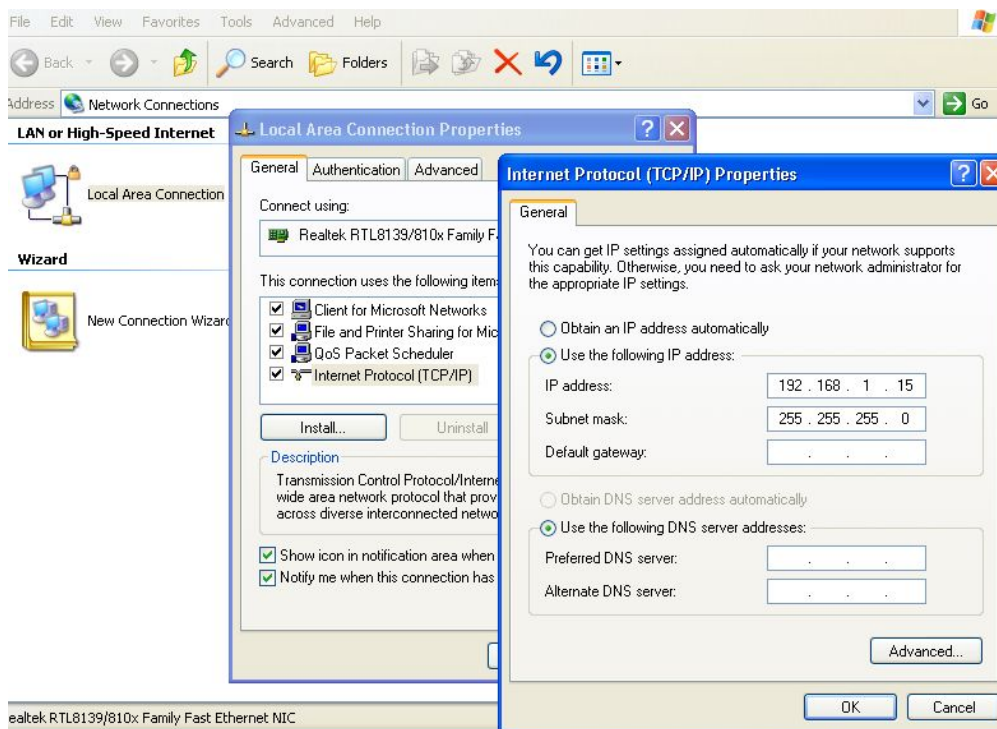 File Edit View Favorites Tools Advanced Help
Back Search Folders
Address Network Connections Go
LAN or High-Speed Internet
Local Area Connection
Wizard
New Connection Wizard
Local Area Connection Properties
General Authentication Advanced
Connect using:
Realtek RTL8139/810x Family F
This connection uses the following item
Client for Microsoft Networks
File and Printer Sharing for Mic
QoS Packet Scheduler
Internet Protocol (TCP/IP)
Install... Uninstall
Description
Transmission Control Protocol/Interne
wide area network protocol that prov
across diverse interconnected netwo
Show icon in notification area when
Notify me when this connection has
Internet Protocol (TCP/IP) Properties
General
You can get IP settings assigned automatically if your network supports
this capability. Otherwise, you need to ask your network administrator for
the appropriate IP settings.
Obtain an IP address automatically
Use the following IP address:
IP address: 192 . 168 . 1 . 15
Subnet mask: 255 . 255 . 255 . 0
Default gateway: . . .
Obtain DNS server address automatically
Use the following DNS server addresses:
Preferred DNS server: . . .
Alternate DNS server: . . .
Advanced...
OK Cancel
ealtek RTL8139/810x Family Fast Ethernet NIC